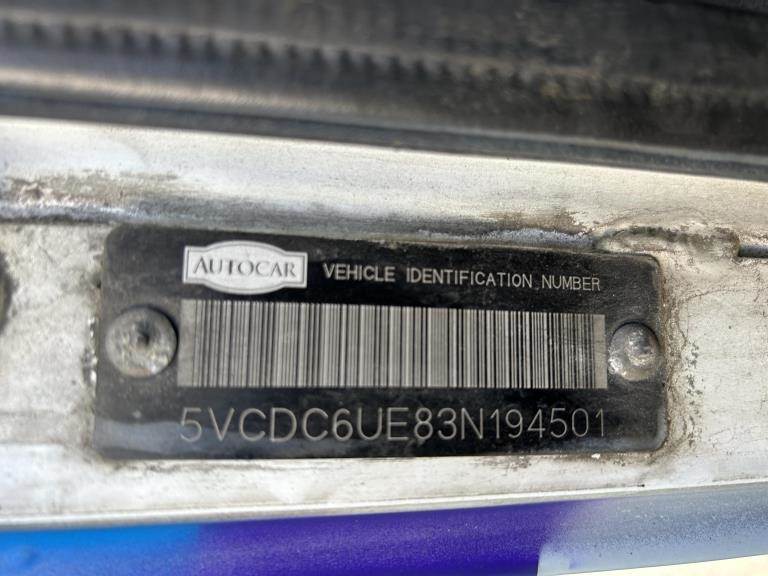 AUTOCAR VEHICLE IDENTIFICATION NUMBER
5VCDC6UE83N194501